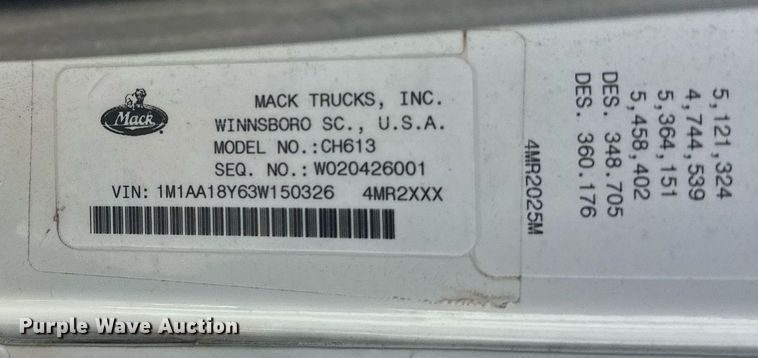 Mack
MACK TRUCKS, INC.
WINNSBORO SC., U.S.A.
MODEL NO.:CH613
SEQ. NO.:W020426001
VIN: 1M1AA18Y63W150326 4MR2XXX
4MR2025M
5,121,324
4,744,539
5,364,151
5,458,402
DES. 348.705
DES. 360.176
Purple Wave Auction